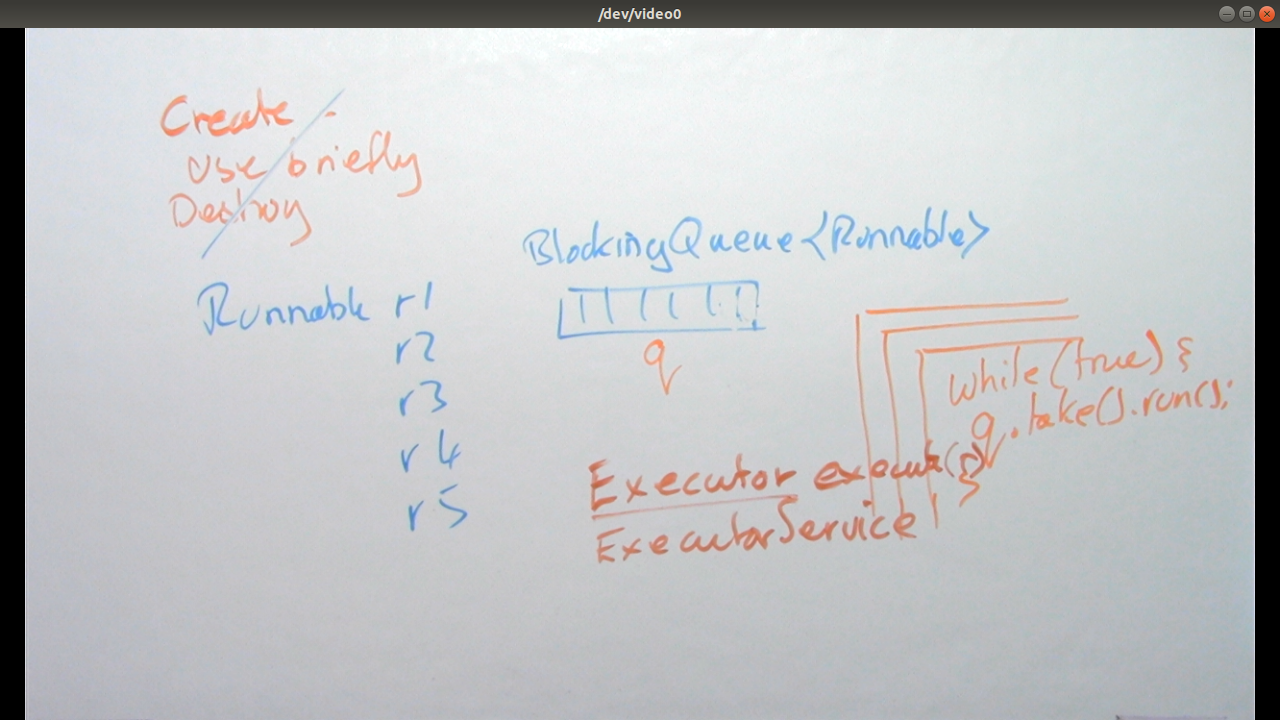 /dev/video0
Create -
use briefly
Destroy
BlockingQueue<Runnable>
Runnable r1
r2
r3
r4
r5
q
while(true) {
q.take().run();
}
Executor execute(r)
ExecutorService